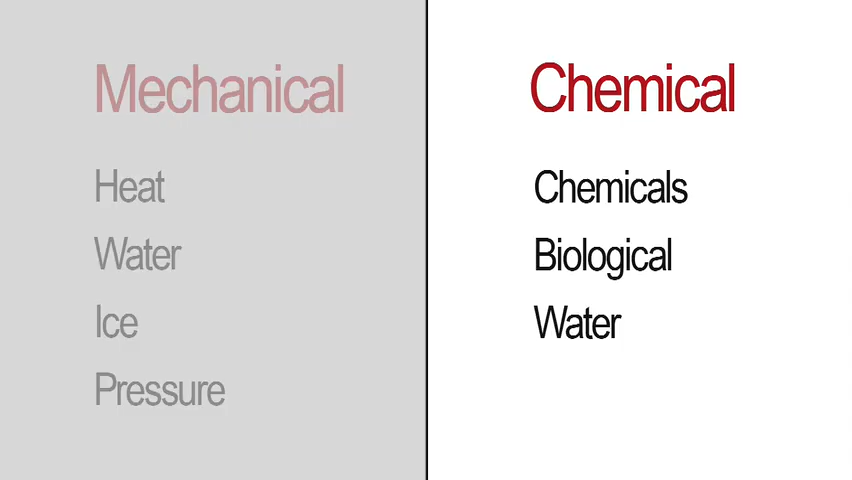 Mechanical
Heat
Water
Ice
Pressure
Chemical
Chemicals
Biological
Water